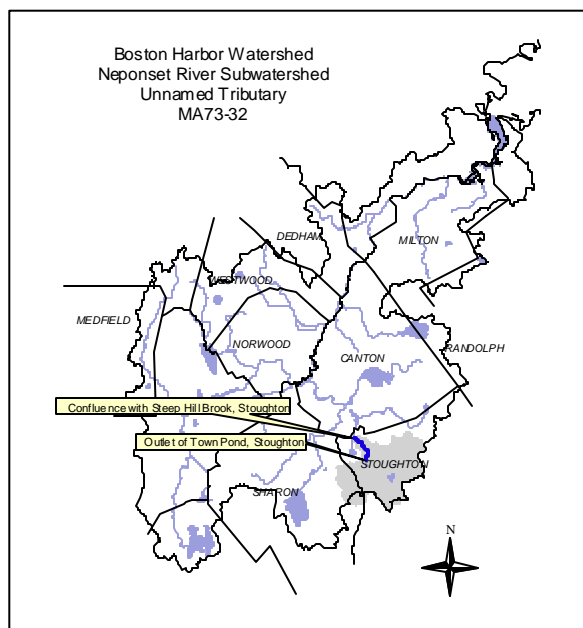 Boston Harbor Watershed
Neponset River Subwatershed
Unnamed Tributary
MA73-32
DEDHAM
MILTON
WESTWOOD
MEDFIELD
NORWOOD
RANDOLPH
CANTON
Confluence with Steep Hill Brook, Stoughton
Outlet of Town Pond, Stoughton
STOUGHTON
SHARON
N